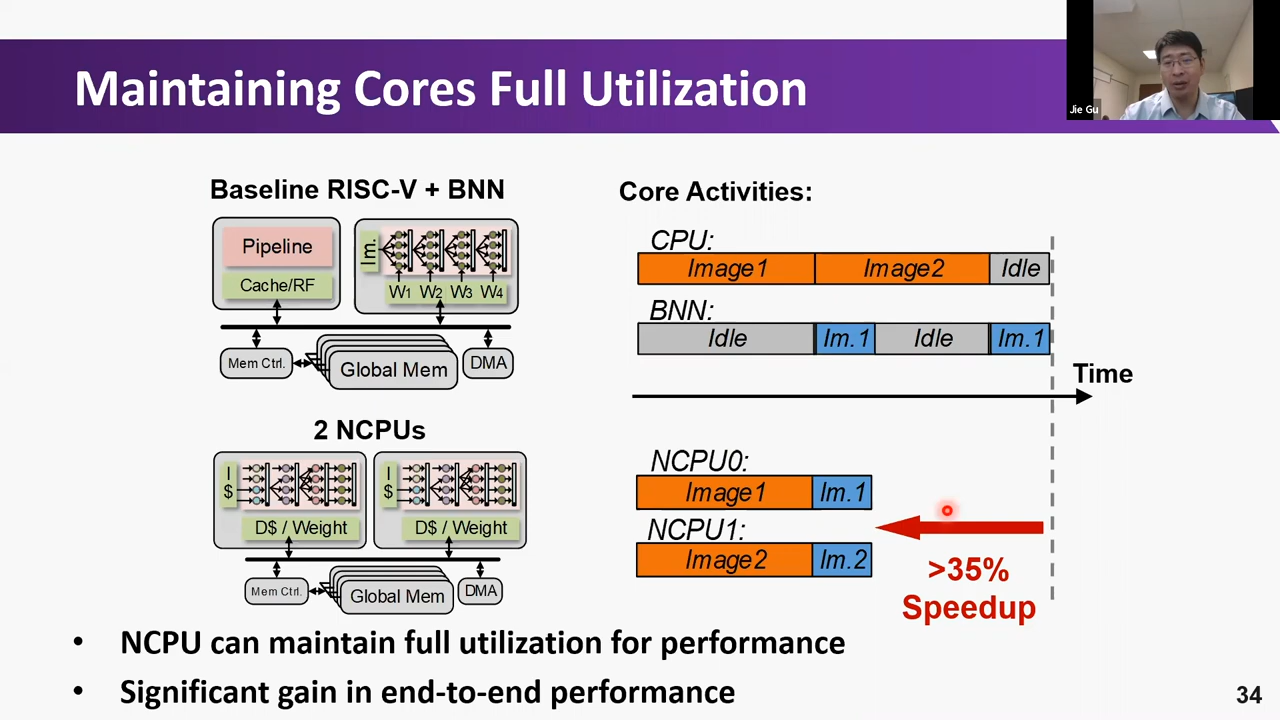 Maintaining Cores Full Utilization
Jie Gu
Baseline RISC-V + BNN
Pipeline
Cache/RF
Im.
W1 W2 W3 W4
Mem Ctrl.
Global Mem
DMA
2 NCPUs
I
$
D$ / Weight
I
$
D$ / Weight
Mem Ctrl.
Global Mem
DMA
Core Activities:
CPU:
Image1
Image2
Idle
BNN:
Idle
Im.1
Idle
Im.1
Time
NCPU0:
Image1
Im.1
NCPU1:
Image2
Im.2
>35%
Speedup
• NCPU can maintain full utilization for performance
• Significant gain in end-to-end performance
34